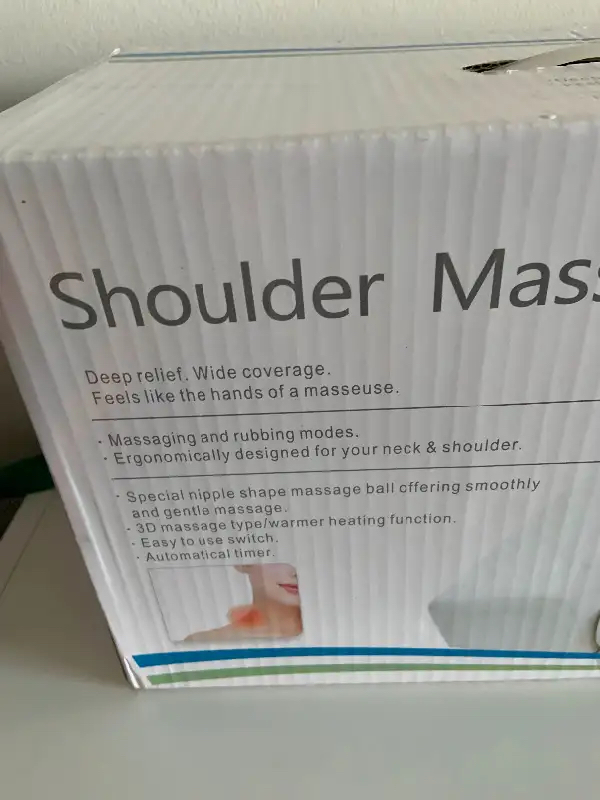 Shoulder Mass
Deep relief. Wide coverage.
Feels like the hands of a masseuse.
· Massaging and rubbing modes.
· Ergonomically designed for your neck & shoulder.
· Special nipple shape massage ball cffering smoothly
and gentla massage.
· 3D massage type/warmer heating function.
· Easy to use switch.
· Automatical timer.